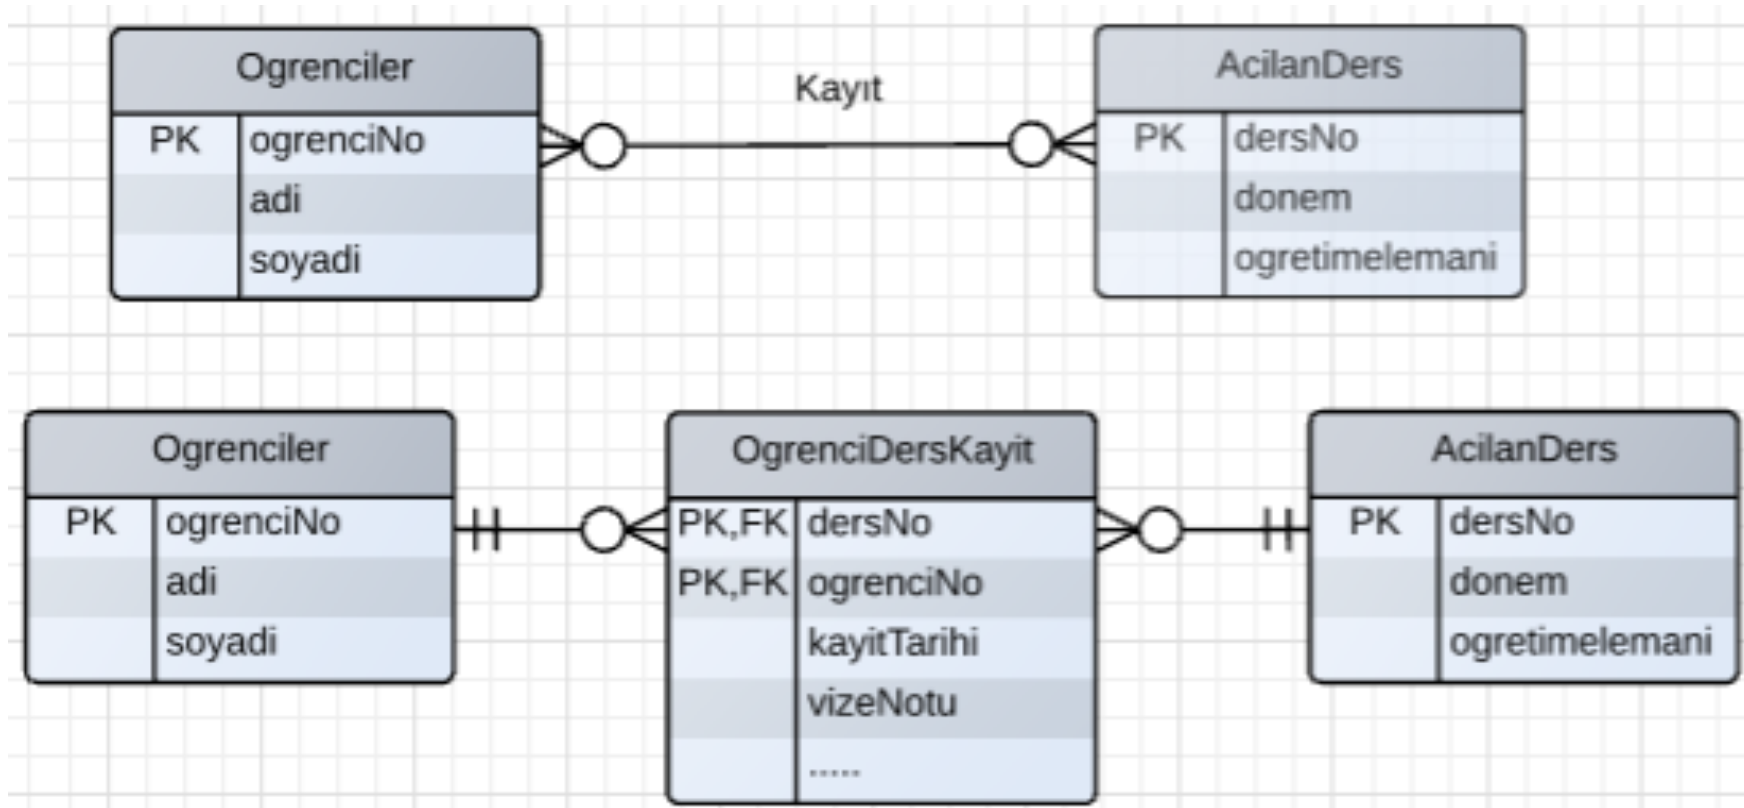 Ogrenciler
PK ogrenciNo
adi
soyadi
Kayıt
AcilanDers
PK dersNo
donem
ogretimelemani
Ogrenciler
PK ogrenciNo
adi
soyadi
OgrenciDersKayit
PK,FK dersNo
PK,FK ogrenciNo
kayitTarihi
vizeNotu
.....
AcilanDers
PK dersNo
donem
ogretimelemani